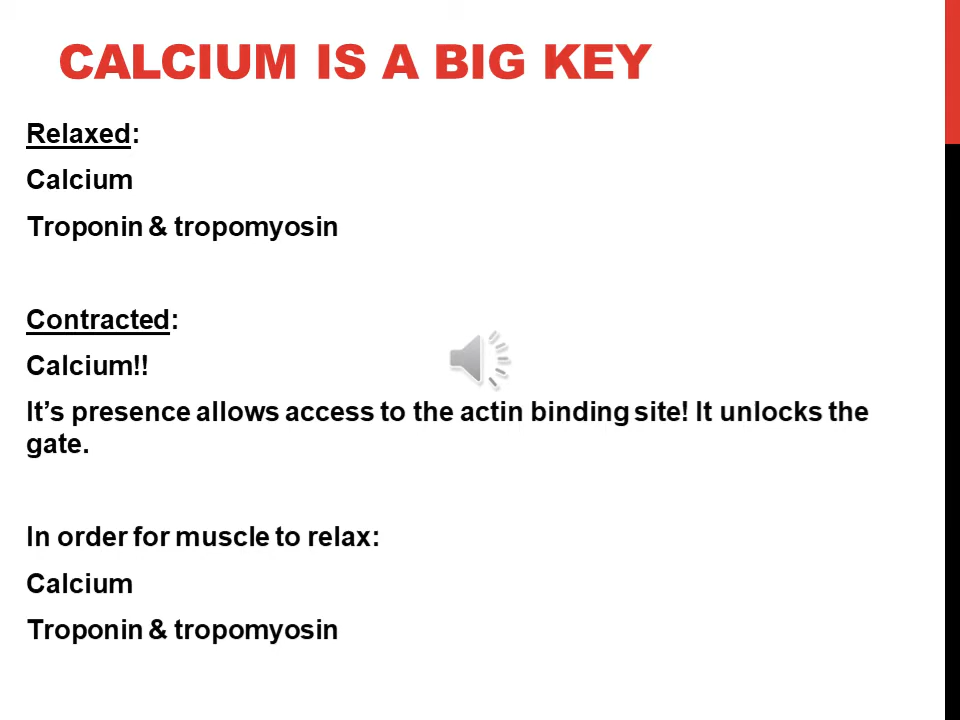 CALCIUM IS A BIG KEY
Relaxed:
Calcium
Troponin & tropomyosin
Contracted:
Calcium!!
It’s presence allows access to the actin binding site! It unlocks the
gate.
In order for muscle to relax:
Calcium
Troponin & tropomyosin